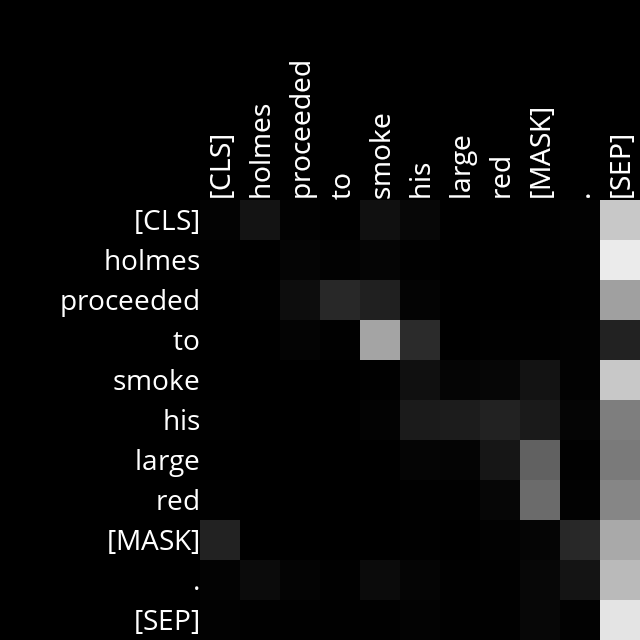 [CLS]
holmes
proceeded
to
smoke
his
large
red
[MASK]
.
[SEP]
[CLS]
holmes
proceeded
to
smoke
his
large
red
[MASK]
.
[SEP]